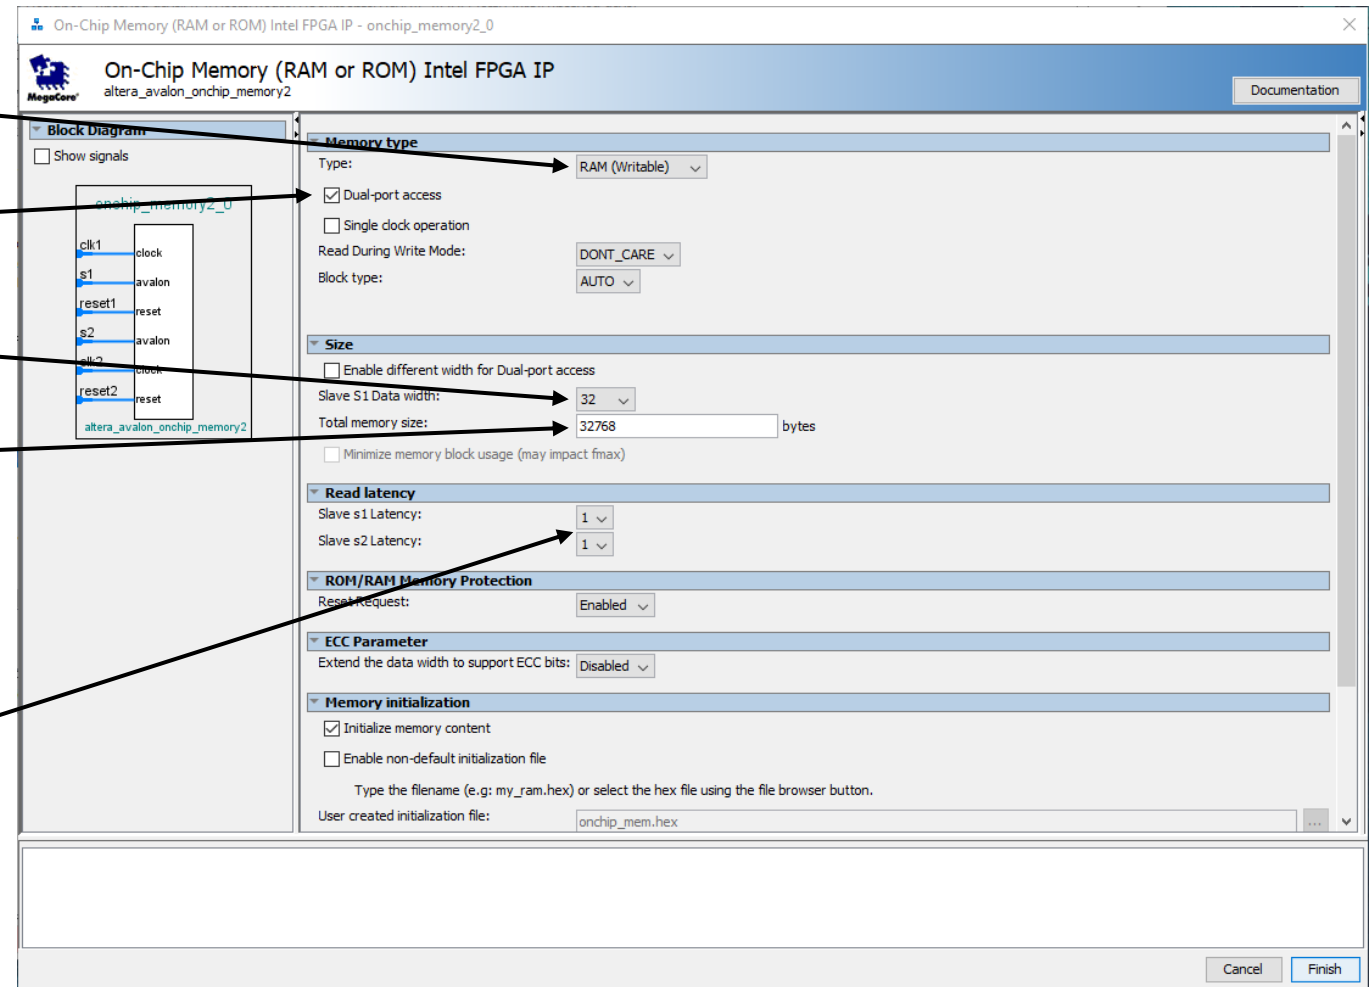 On-Chip Memory (RAM or ROM) Intel FPGA IP - onchip_memory2_0
MegaCore®
On-Chip Memory (RAM or ROM) Intel FPGA IP
altera_avalon_onchip_memory2
Documentation
Block Diagram
Show signals
onchip_memory2_0
clk1
clock
s1
avalon
reset1
reset
s2
avalon
clk2
clock
reset2
reset
altera_avalon_onchip_memory2
Memory type
Type: RAM (Writable)
Dual-port access
Single clock operation
Read During Write Mode: DONT_CARE
Block type: AUTO
Size
Enable different width for Dual-port access
Slave S1 Data width: 32
Total memory size: 32768 bytes
Minimize memory block usage (may impact fmax)
Read latency
Slave s1 Latency: 1
Slave s2 Latency: 1
ROM/RAM Memory Protection
Reset Request: Enabled
ECC Parameter
Extend the data width to support ECC bits: Disabled
Memory initialization
Initialize memory content
Enable non-default initialization file
Type the filename (e.g: my_ram.hex) or select the hex file using the file browser button.
User created initialization file: onchip_mem.hex ...
Cancel Finish